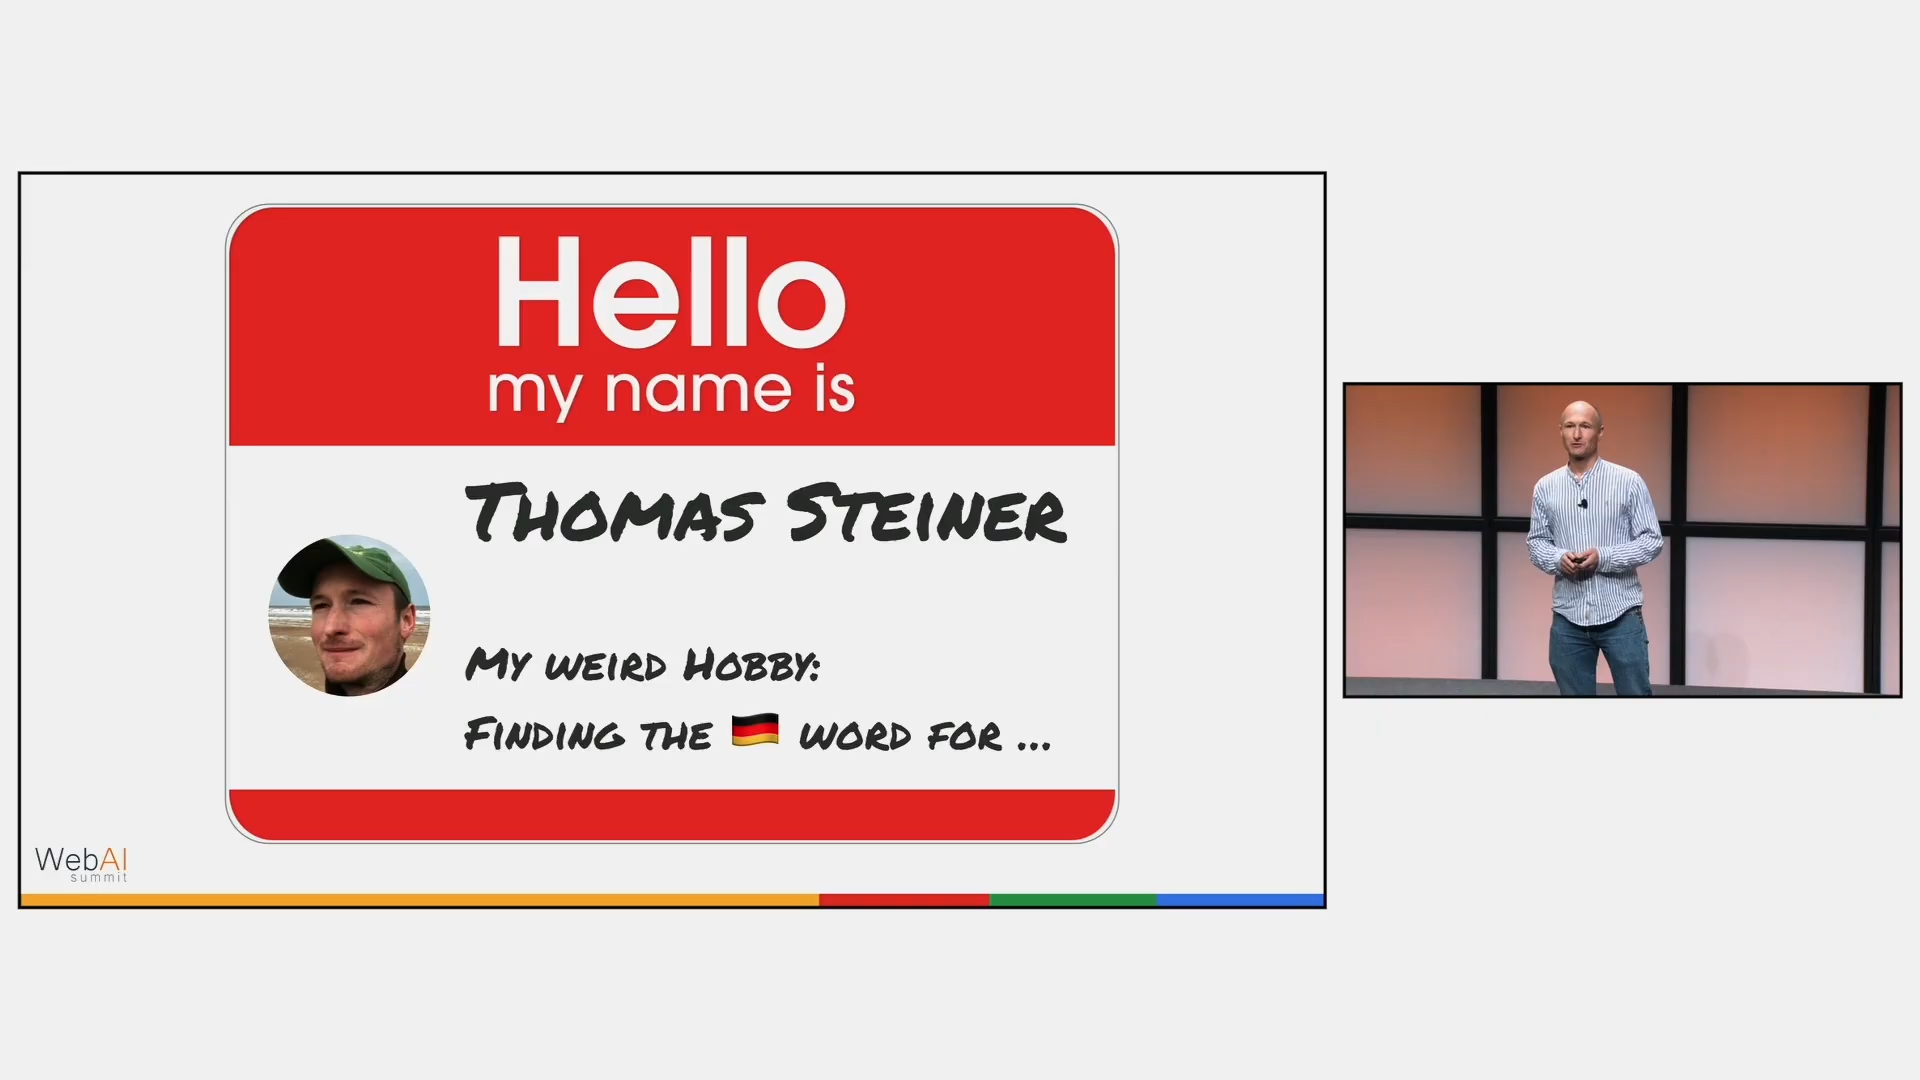 Hello
my name is
Thomas Steiner
My weird Hobby:
Finding the 🇩🇪 word for ...
WebAI
summit